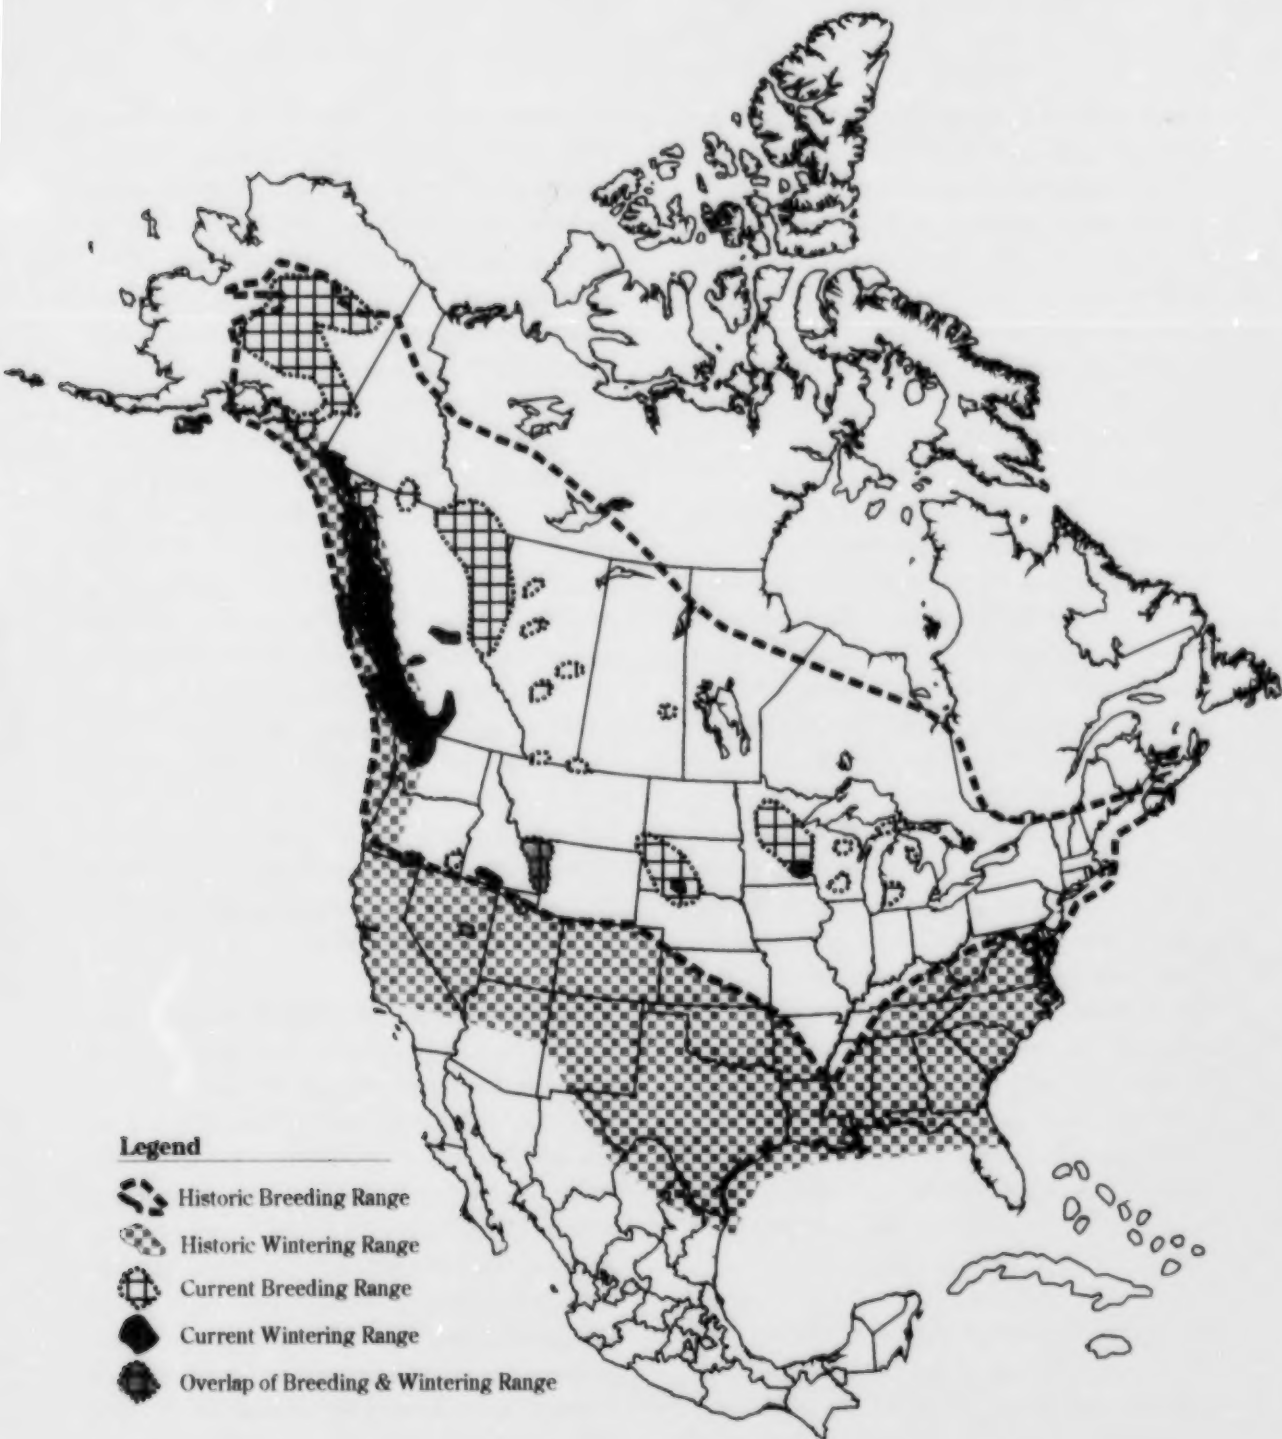 Legend
Historic Breeding Range
Historic Wintering Range
Current Breeding Range
Current Wintering Range
Overlap of Breeding & Wintering Range